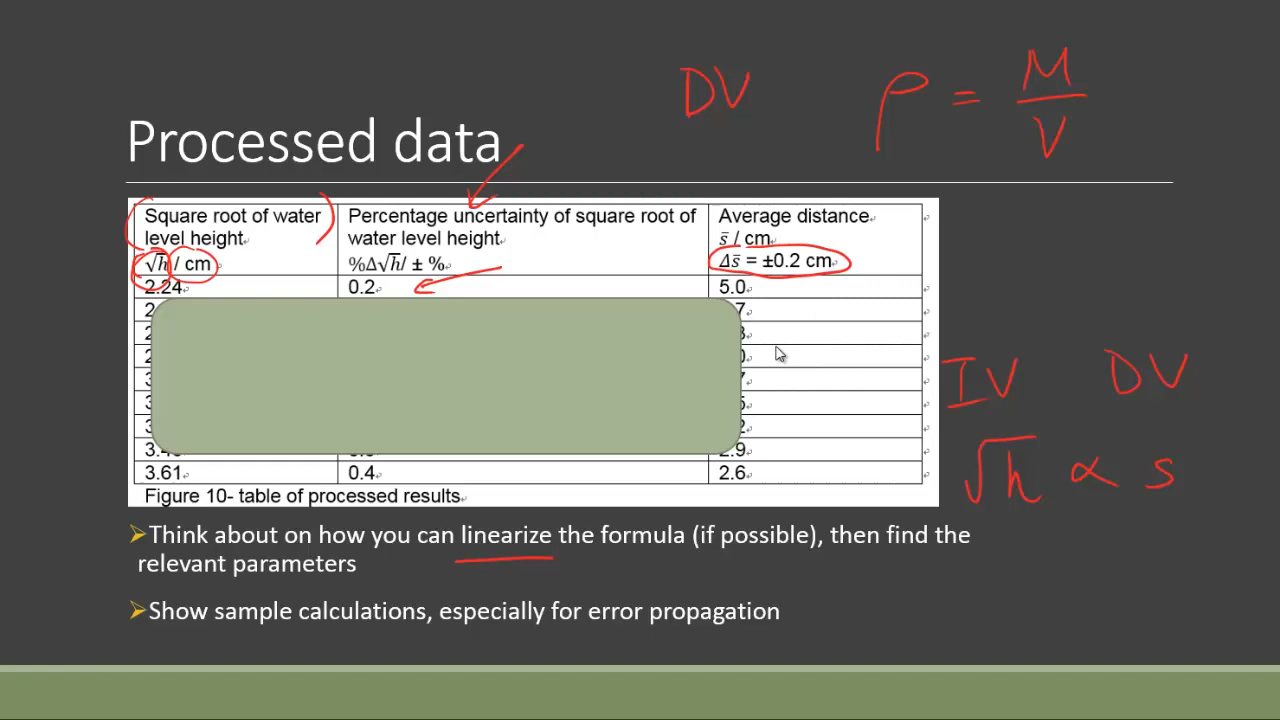 DV ρ = M
V
Processed data
Square root of water level height √h / cm
Percentage uncertainty of square root of water level height %Δ√h/ ± %
Average distance s̄ / cm Δs̄ = ±0.2 cm
2.24 0.2 5.0
3.61 0.4 2.6
Figure 10- table of processed results
IV DV
√h ∝ s
Think about on how you can linearize the formula (if possible), then find the
relevant parameters
Show sample calculations, especially for error propagation